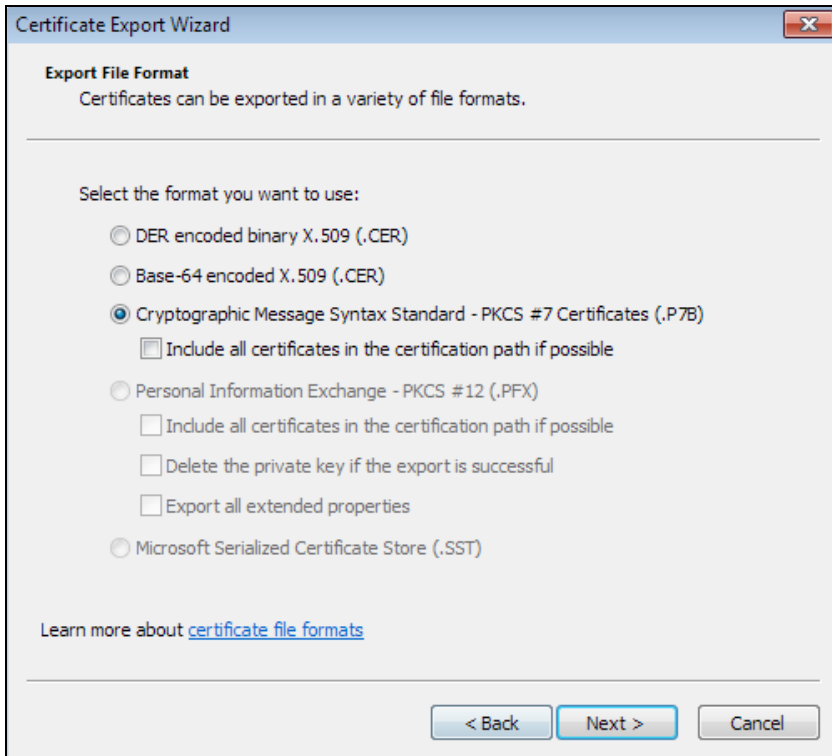 Certificate Export Wizard
Export File Format
Certificates can be exported in a variety of file formats.
Select the format you want to use:
DER encoded binary X.509 (.CER)
Base-64 encoded X.509 (.CER)
Cryptographic Message Syntax Standard - PKCS #7 Certificates (.P7B)
Include all certificates in the certification path if possible
Personal Information Exchange - PKCS #12 (.PFX)
Include all certificates in the certification path if possible
Delete the private key if the export is successful
Export all extended properties
Microsoft Serialized Certificate Store (.SST)
Learn more about certificate file formats
< Back Next > Cancel